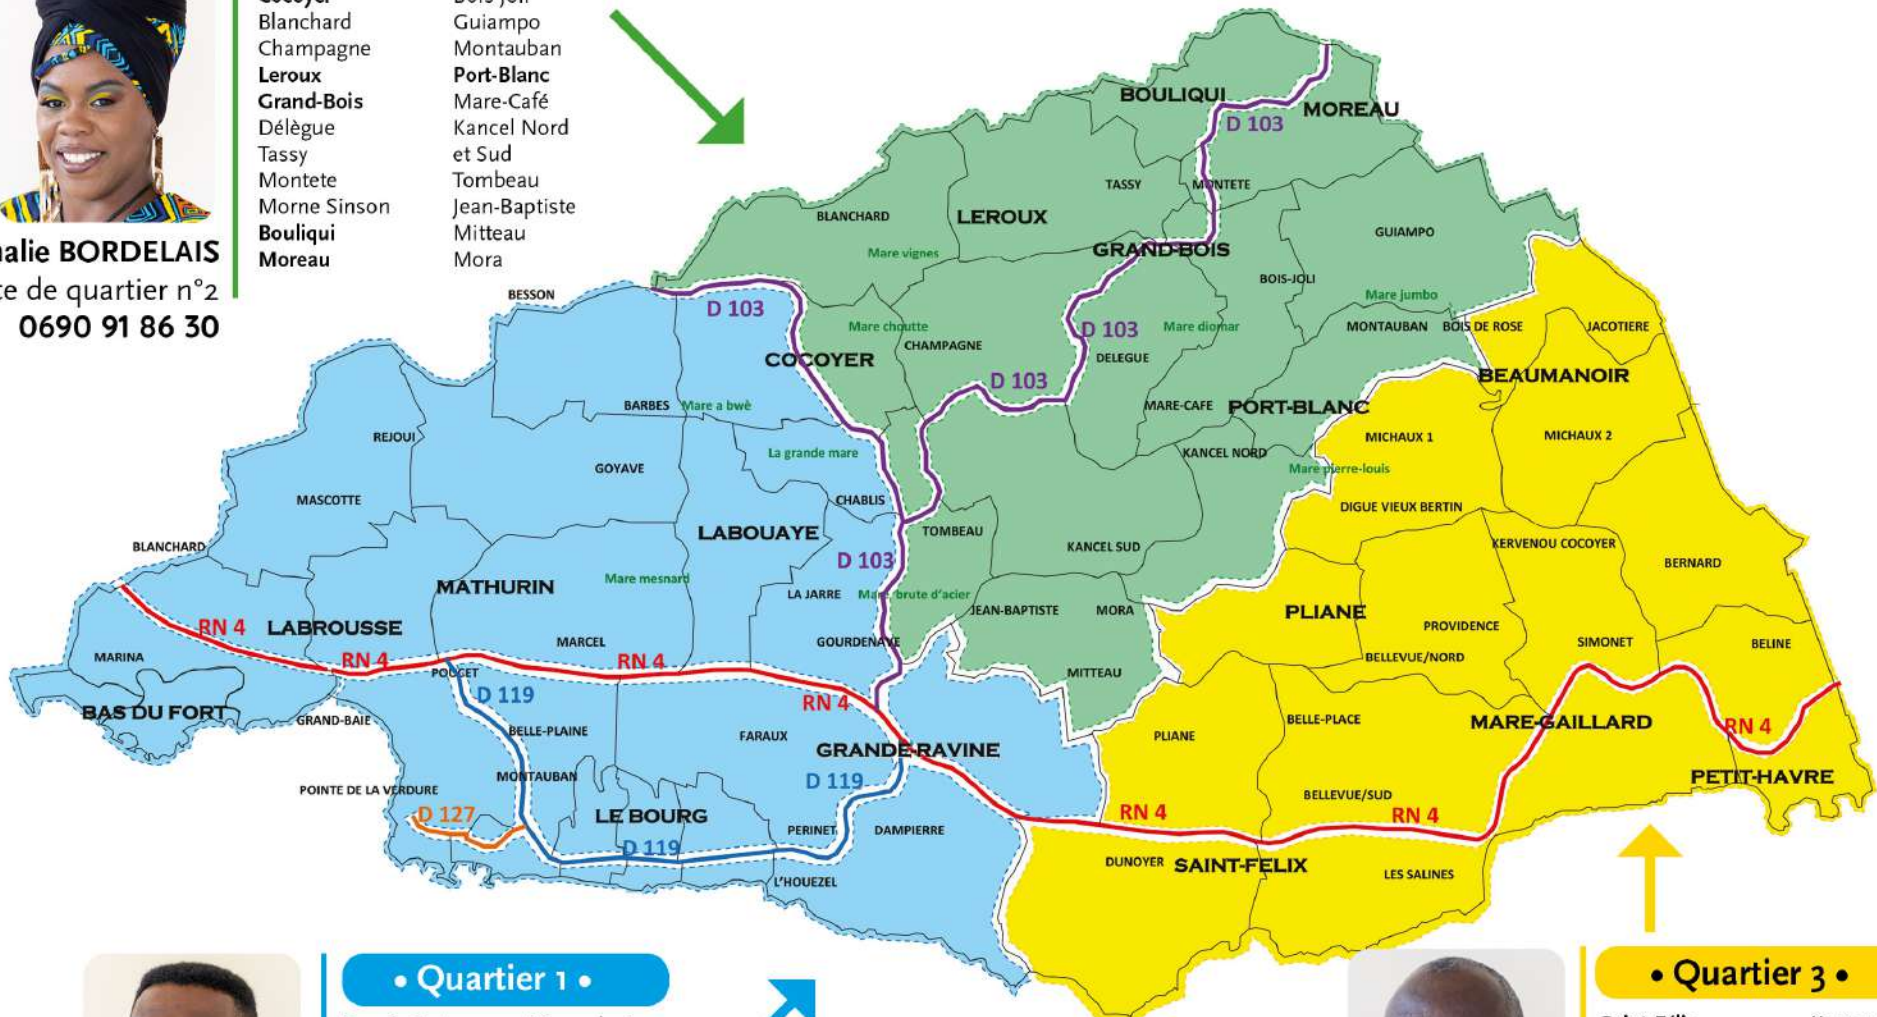 Cocoyer
Bois-Joli
Blanchard
Guiampo
Champagne
Montauban
Leroux
Port-Blanc
Grand-Bois
Mare-Café
Délègue
Kancel Nord
Tassy
et Sud
Montete
Tombeau
Morne Sinson
Jean-Baptiste
Bouliqui
Mitteau
Moreau
Mora
BORDELAIS
de quartier n°2
0690 91 86 30
BOULIQUI
MOREAU
D 103
TASSY
MONTETE
BLANCHARD
LEROUX
GUIAMPO
Mare vignes
GRAND-BOIS
BOIS-JOLI
BESSON
Mare jumbo
D 103
Mare choutte
D 103
Mare diomar
MONTAUBAN
BOIS DE ROSE
JACOTIERE
CHAMPAGNE
COCOYER
DELEGUE
BEAUMANOIR
D 103
BARBES
Mare a bwè
MARE-CAFE
PORT-BLANC
REJOUI
MICHAUX 1
MICHAUX 2
La grande mare
KANCEL NORD
GOYAVE
Mare pierre-louis
MASCOTTE
CHABLIS
DIGUE VIEUX BERTIN
LABOUAYE
TOMBEAU
BLANCHARD
KANCEL SUD
KERVENOU COCOYER
D 103
BERNARD
MATHURIN
Mare mesnard
LA JARRE
Mare brute d'acier
JEAN-BAPTISTE
MORA
PLIANE
RN 4
LABROUSSE
PROVIDENCE
MARCEL
GOURDENAVE
SIMONET
BELINE
MARINA
RN 4
RN 4
BELLEVUE/NORD
POUCET
MITTEAU
D 119
RN 4
BAS DU FORT
GRAND-BAIE
BELLE-PLACE
MARE-GAILLARD
RN 4
BELLE-PLAINE
FARAUX
PLIANE
GRANDE-RAVINE
MONTAUBAN
D 119
PETIT-HAVRE
POINTE DE LA VERDURE
BELLEVUE/SUD
D 127
LE BOURG
RN 4
RN 4
PERINET
DAMPIERRE
D 119
DUNOYER
SAINT-FELIX
LES SALINES
L'HOUEZEL
• Quartier 1 •
• Quartier 3 •